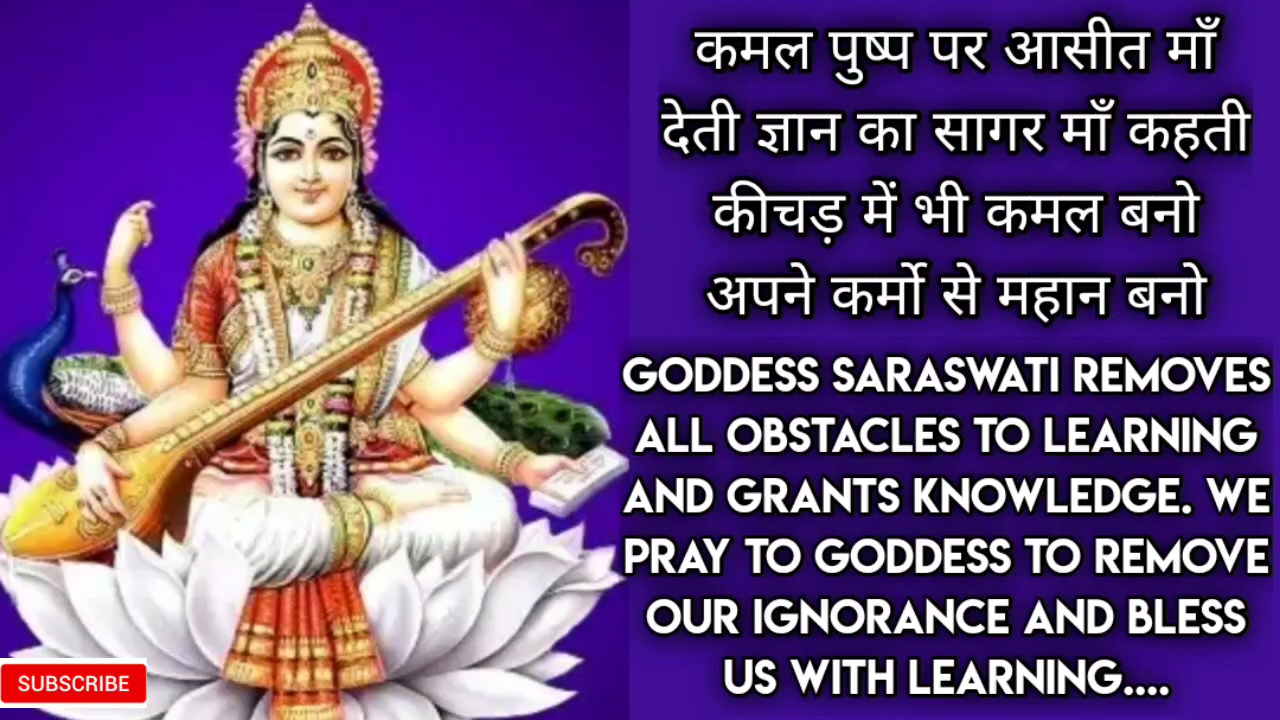 कमल पुष्प पर आसीत माँ
देती ज्ञान का सागर माँ कहती
कीचड़ में भी कमल बनो
अपने कर्मो से महान बनो
GODDESS SARASWATI REMOVES
ALL OBSTACLES TO LEARNING
AND GRANTS KNOWLEDGE. WE
PRAY TO GODDESS TO REMOVE
OUR IGNORANCE AND BLESS
US WITH LEARNING....
SUBSCRIBE